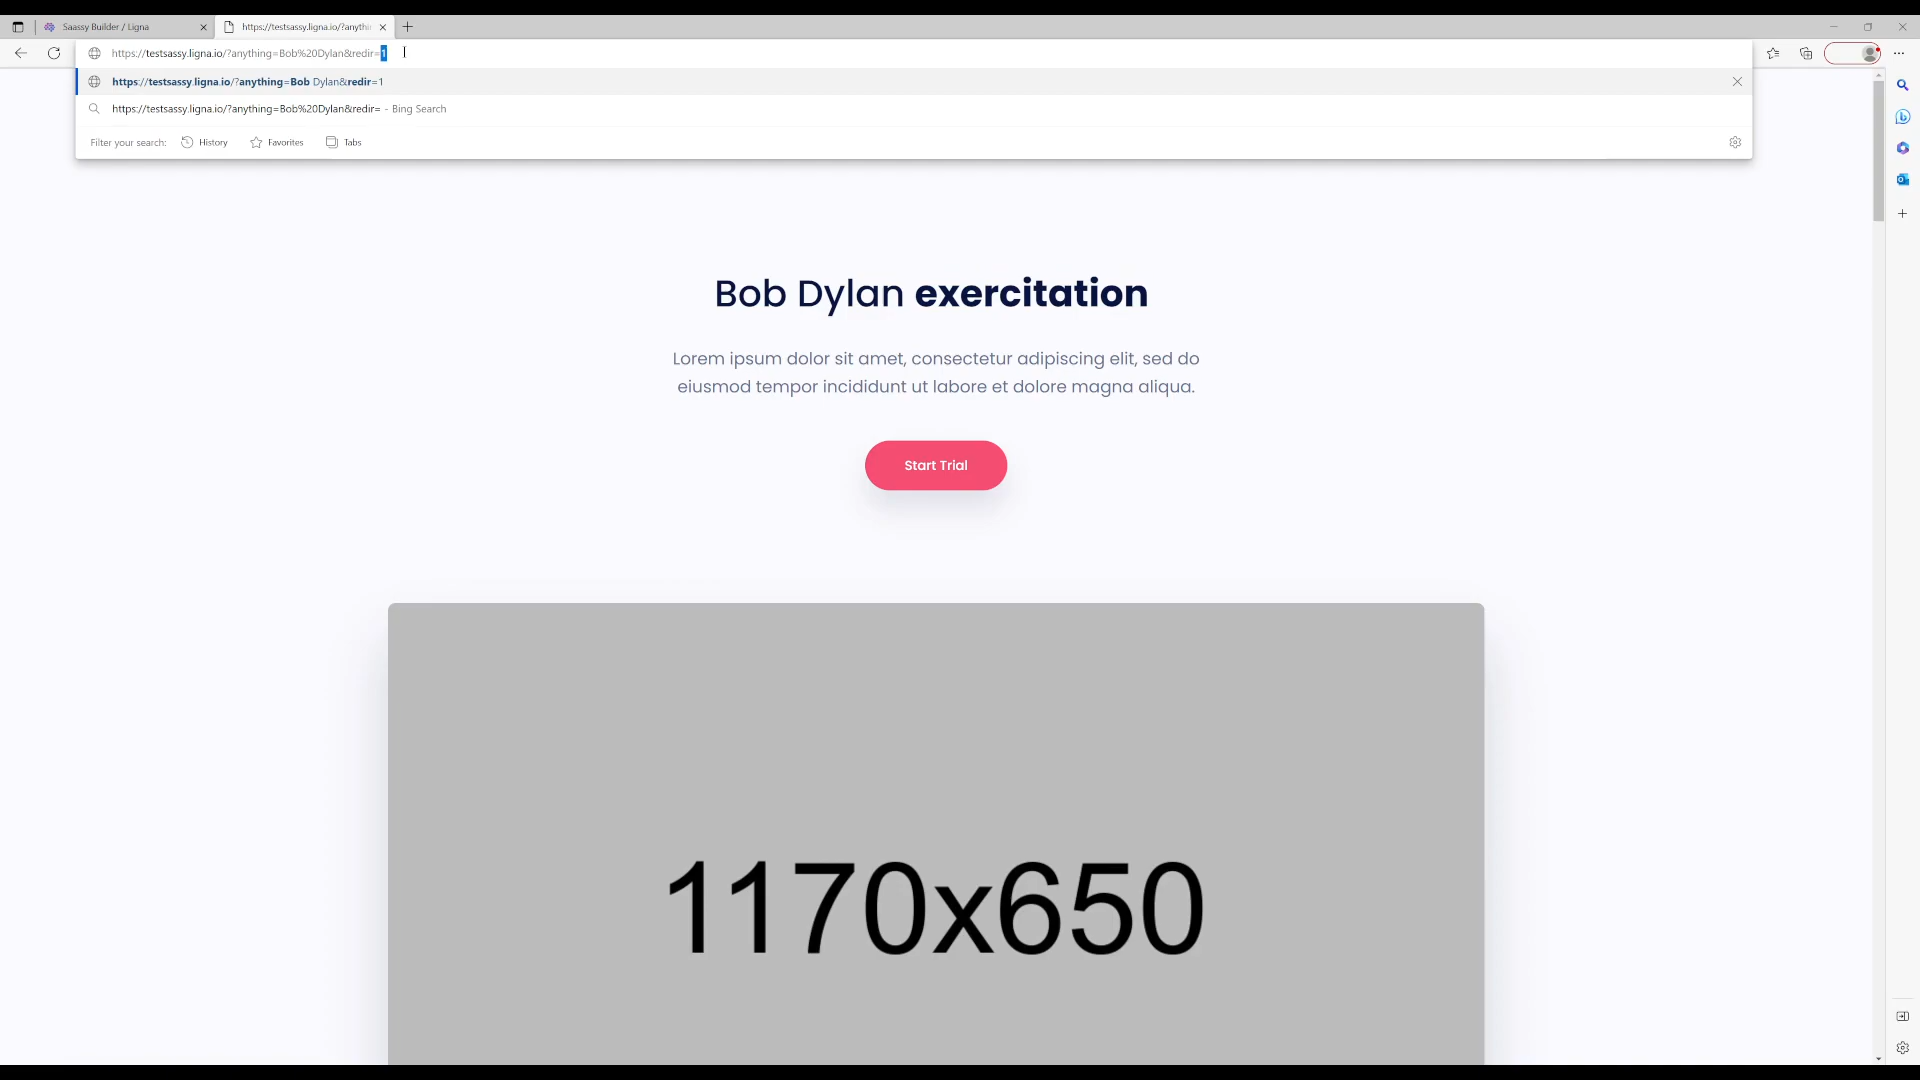 Saassy Builder / Ligna
https://testsassy.ligna.io/?anythin
https://testsassy.ligna.io/?anything=Bob%20Dylan&redir=1
https://testsassy.ligna.io/?anything=Bob Dylan&redir=1
https://testsassy.ligna.io/?anything=Bob%20Dylan&redir= - Bing Search
Filter your search: History Favorites Tabs
Bob Dylan exercitation
Lorem ipsum dolor sit amet, consectetur adipiscing elit, sed do
eiusmod tempor incididunt ut labore et dolore magna aliqua.
Start Trial
1170x650